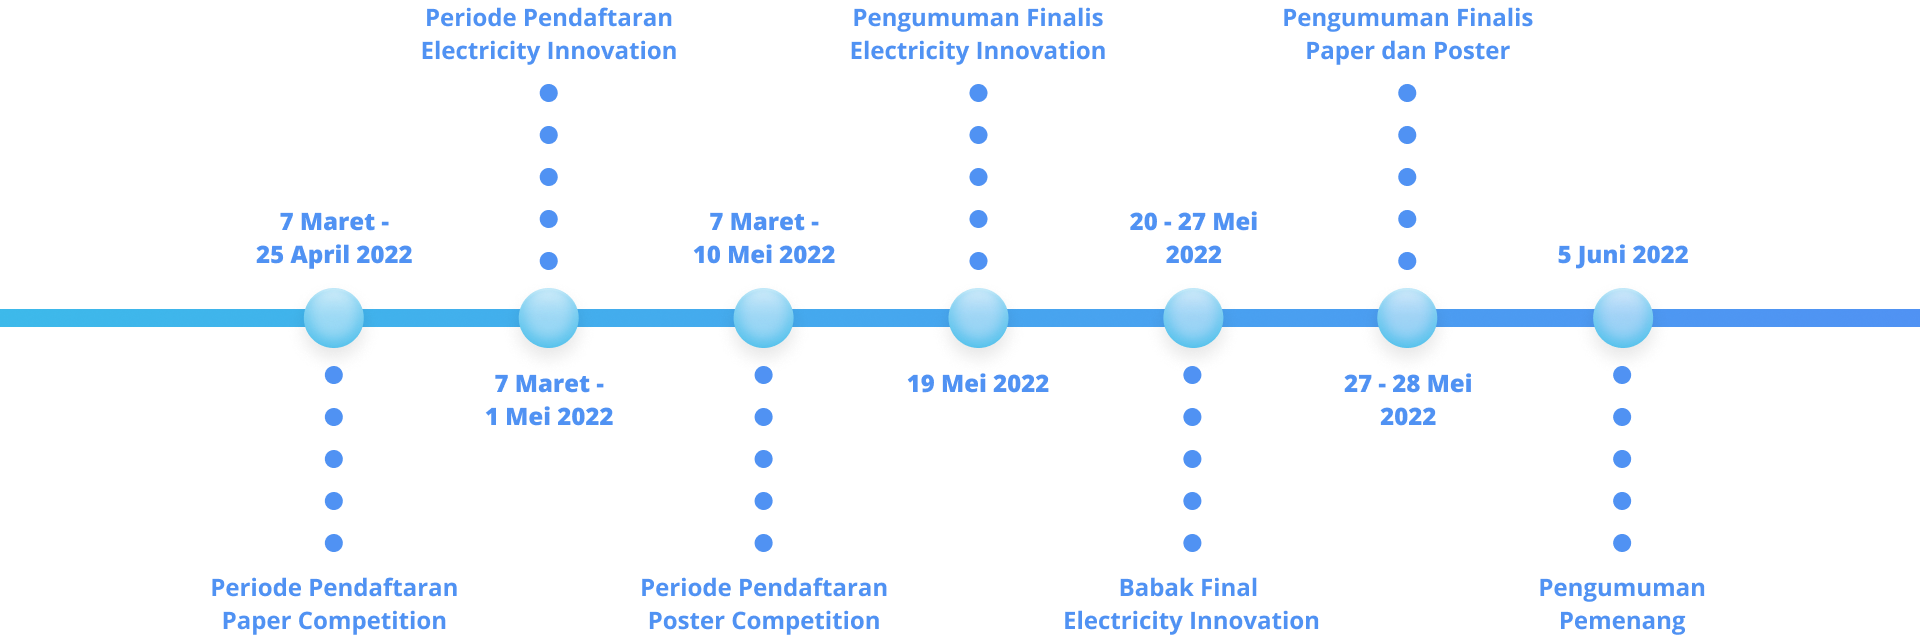 Periode Pendaftaran
Electricity Innovation
Pengumuman Finalis
Electricity Innovation
Pengumuman Finalis
Paper dan Poster
7 Maret -
25 April 2022
7 Maret -
10 Mei 2022
20 - 27 Mei
2022
5 Juni 2022
7 Maret -
1 Mei 2022
19 Mei 2022
27 - 28 Mei
2022
Periode Pendaftaran
Paper Competition
Periode Pendaftaran
Poster Competition
Babak Final
Electricity Innovation
Pengumuman
Pemenang